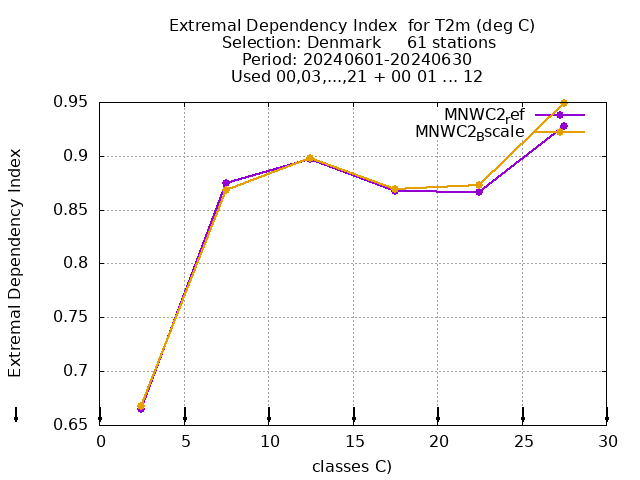 Extremal Dependency Index  for T2m (deg C)
Selection: Denmark     61 stations
Period: 20240601-20240630
Used 00,03,...,21 + 00 01 ... 12
MNWC2ref
MNWC2Bscale
0.95
0.9
0.85
0.8
0.75
0.7
0.65
Extremal Dependency Index
0 5 10 15 20 25 30
classes C)